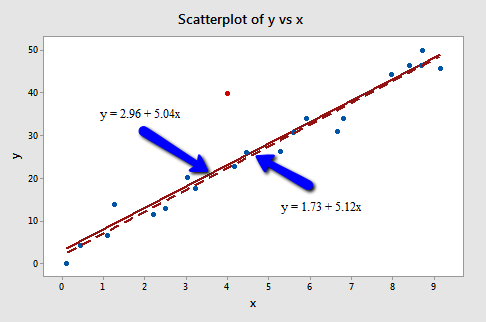 Scatterplot of y vs x
50
40
30
20
10
0
y
y = 2.96 + 5.04x
y = 1.73 + 5.12x
0 1 2 3 4 5 6 7 8 9
x